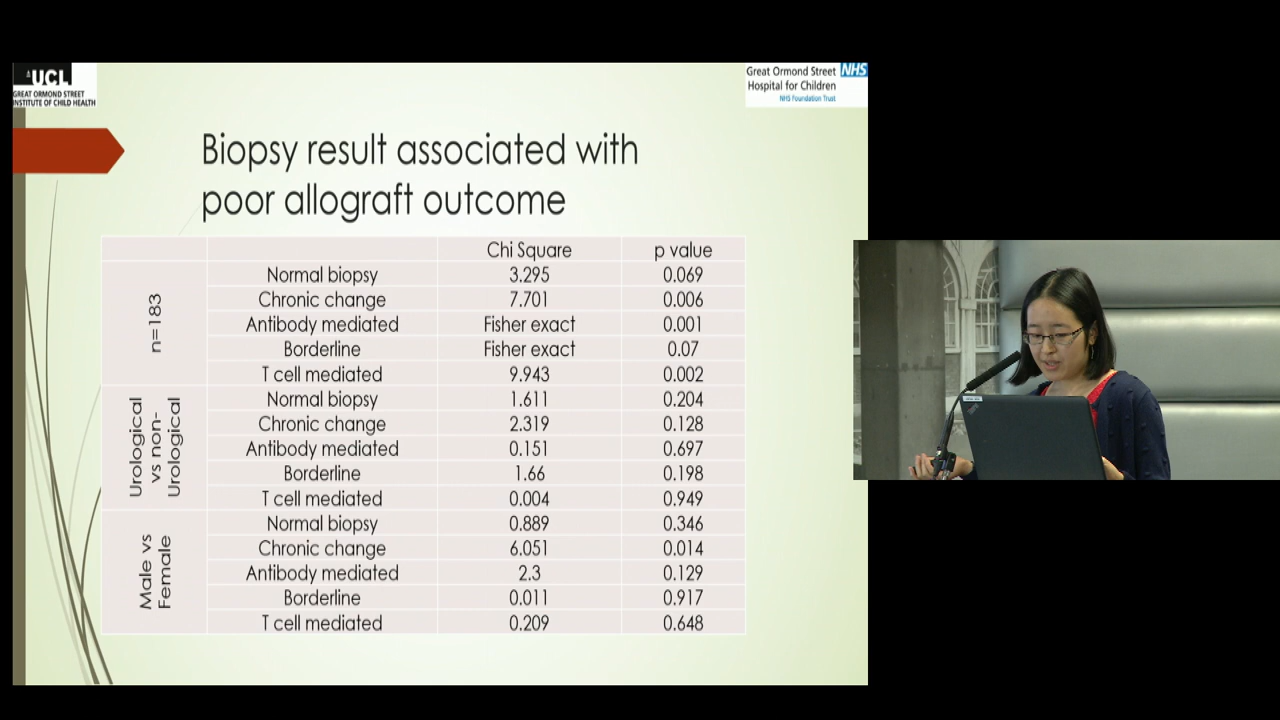 UCL
GREAT ORMOND STREET
INSTITUTE OF CHILD HEALTH
Great Ormond Street NHS
Hospital for Children
NHS Foundation Trust
Biopsy result associated with
poor allograft outcome
Chi Square p value
n=183
Normal biopsy 3.295 0.069
Chronic change 7.701 0.006
Antibody mediated Fisher exact 0.001
Borderline Fisher exact 0.07
T cell mediated 9.943 0.002
Urological
vs non-
Urological
Normal biopsy 1.611 0.204
Chronic change 2.319 0.128
Antibody mediated 0.151 0.697
Borderline 1.66 0.198
T cell mediated 0.004 0.949
Male vs
Female
Normal biopsy 0.889 0.346
Chronic change 6.051 0.014
Antibody mediated 2.3 0.129
Borderline 0.011 0.917
T cell mediated 0.209 0.648